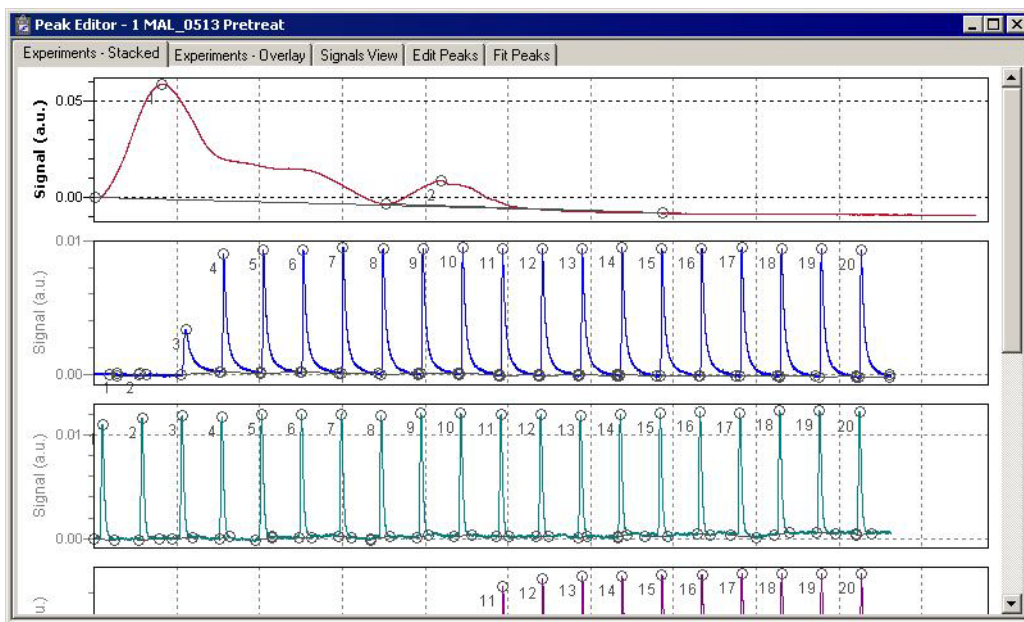 Peak Editor - 1 MAL_0513 Pretreat
Experiments - Stacked Experiments - Overlay Signals View Edit Peaks Fit Peaks
Signal (a.u.)
0.05
0.00
1
2
Signal (a.u.)
0.01
0.00
1 2 3 4 5 6 7 8 9 10 11 12 13 14 15 16 17 18 19 20
Signal (a.u.)
0.01
0.00
1 2 3 4 5 6 7 8 9 10 11 12 13 14 15 16 17 18 19 20
u.)
11 12 13 14 15 16 17 18 19 20